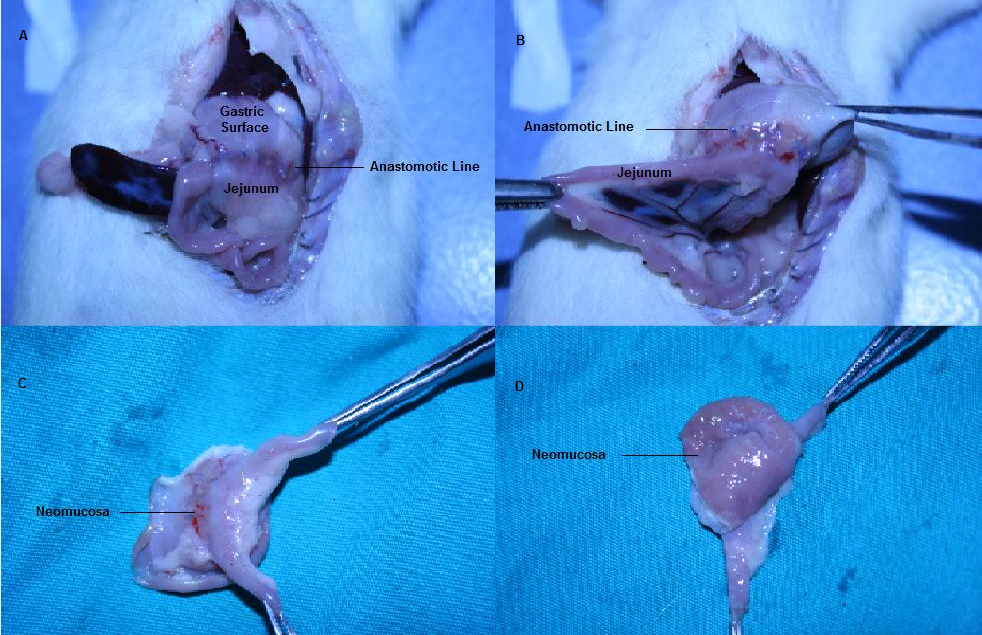 A
Gastric
Surface
Anastomotic Line
Jejunum
B
Anastomotic Line
Jejunum
C
Neomucosa
D
Neomucosa